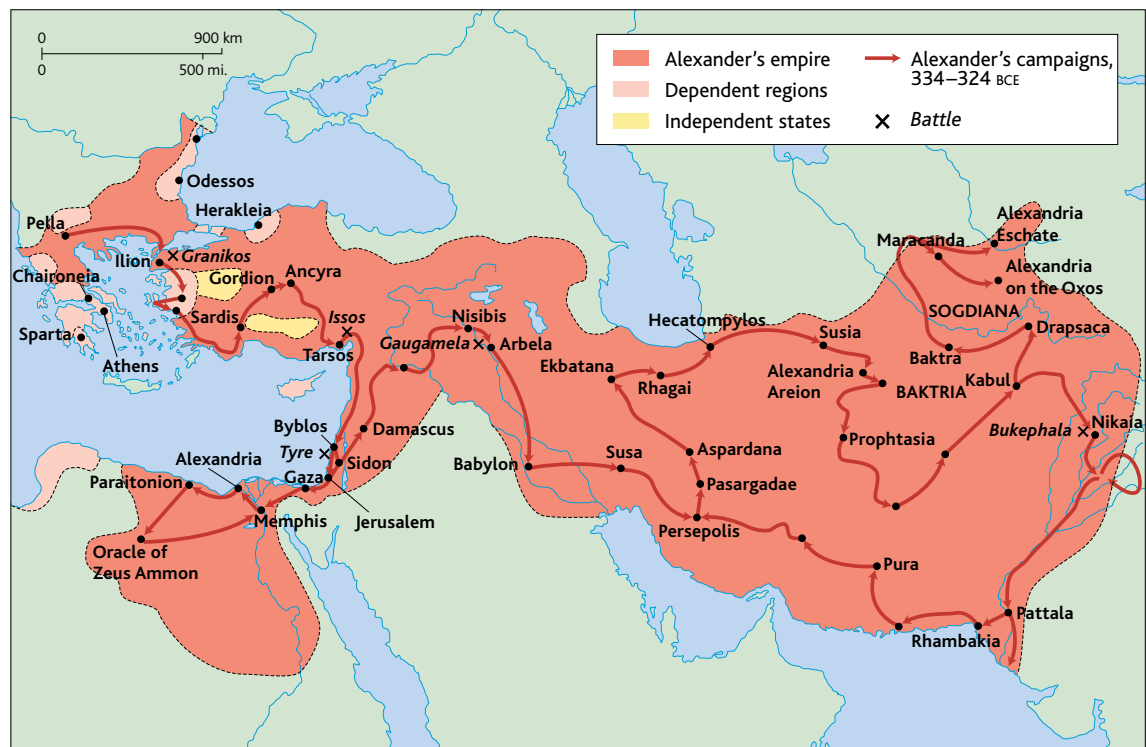 0 900 km
0 500 mi.
Alexander's empire
Dependent regions
Independent states
Alexander's campaigns,
334–324 BCE
Battle
Odessos
Herakleia
Pella
Ilion
Granikos
Chaironeia
Gordion
Ancyra
Sardis
Sparta
Athens
Issos
Tarsos
Nisibis
Gaugamela
Arbela
Byblos
Tyre
Sidon
Damascus
Alexandria
Gaza
Paraitonion
Memphis
Jerusalem
Oracle of
Zeus Ammon
Babylon
Susa
Ekbatana
Rhagai
Hecatompylos
Susia
Alexandria
Areion
BAKTRIA
Prophtasia
Aspardana
Pasargadae
Persepolis
Pura
Rhambakia
Pattala
Maracanda
Alexandria
Eschate
Alexandria
on the Oxos
SOGDIANA
Drapsaca
Baktra
Kabul
Bukephala
Nikaia